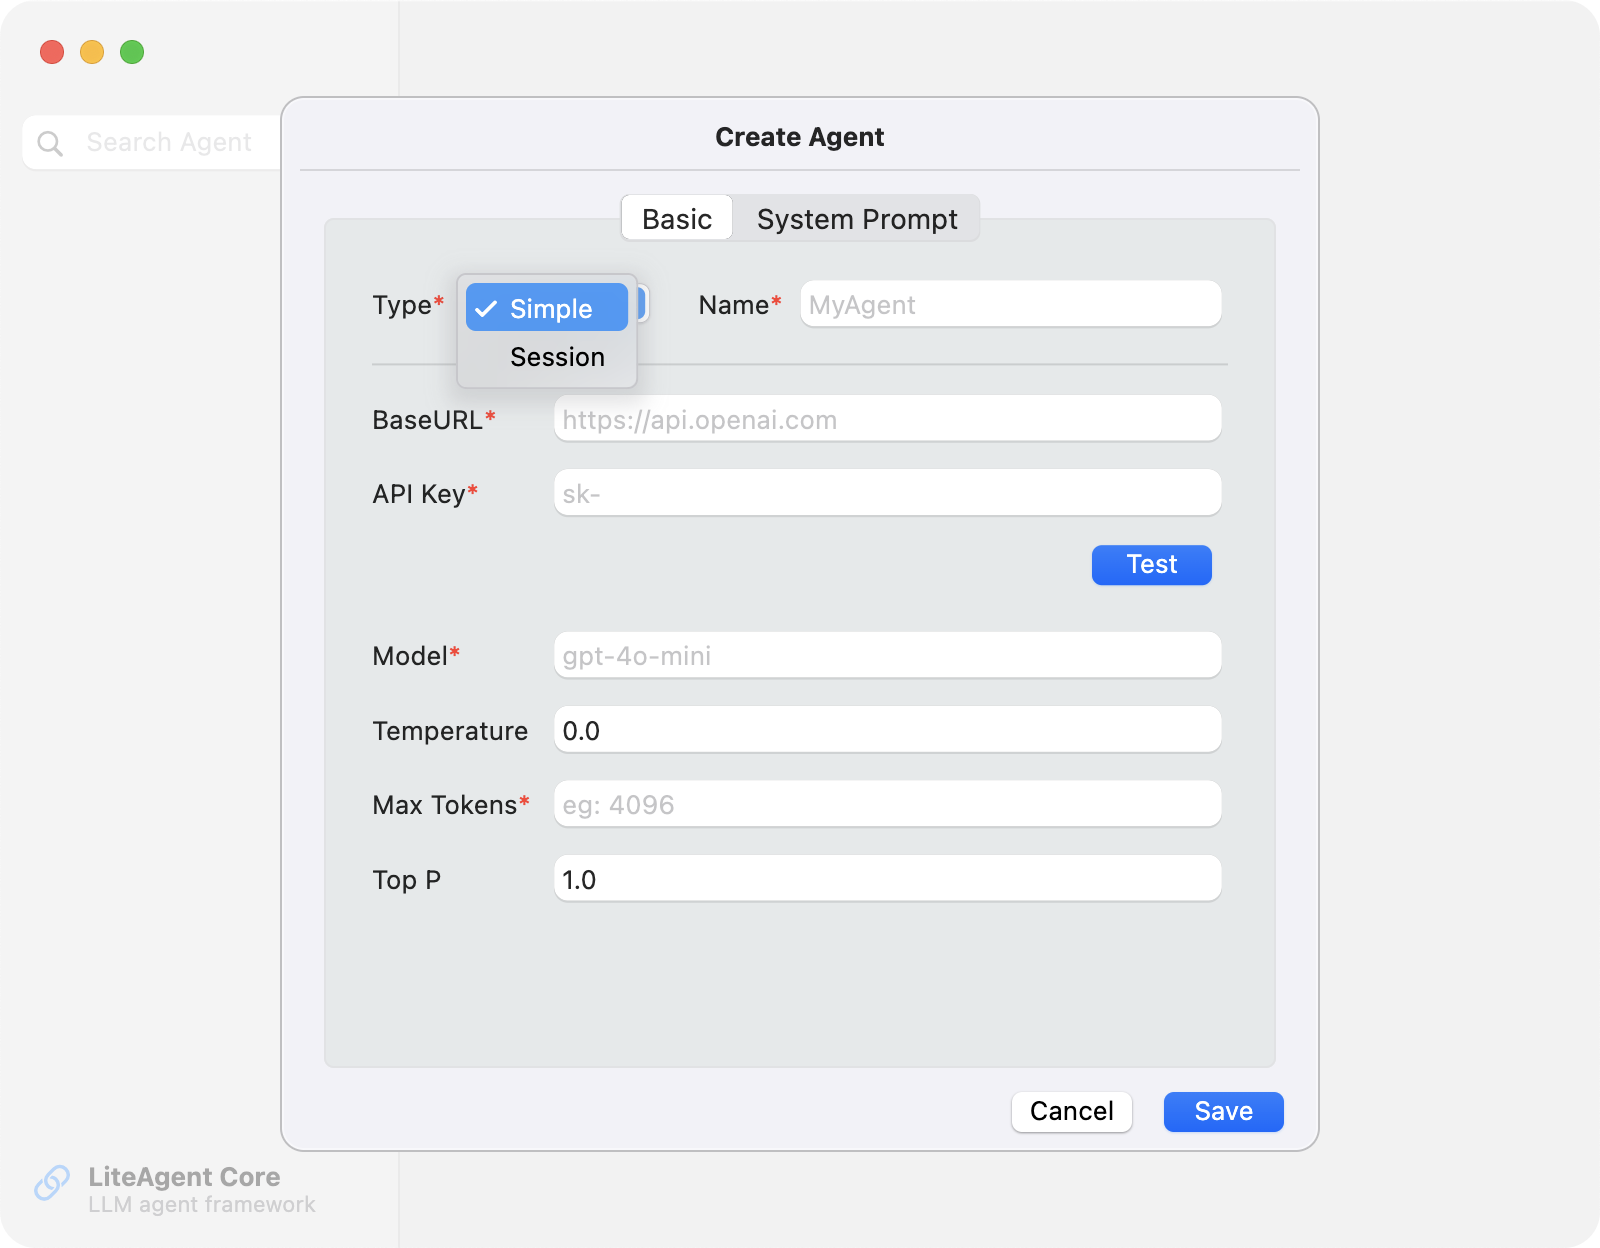 Search Agent
Create Agent
Basic System Prompt
Type* Simple Name* MyAgent
Session
BaseURL* https://api.openai.com
API Key* sk-
Test
Model* gpt-4o-mini
Temperature 0.0
Max Tokens* eg: 4096
Top P 1.0
Cancel Save
LiteAgent Core
LLM agent framework